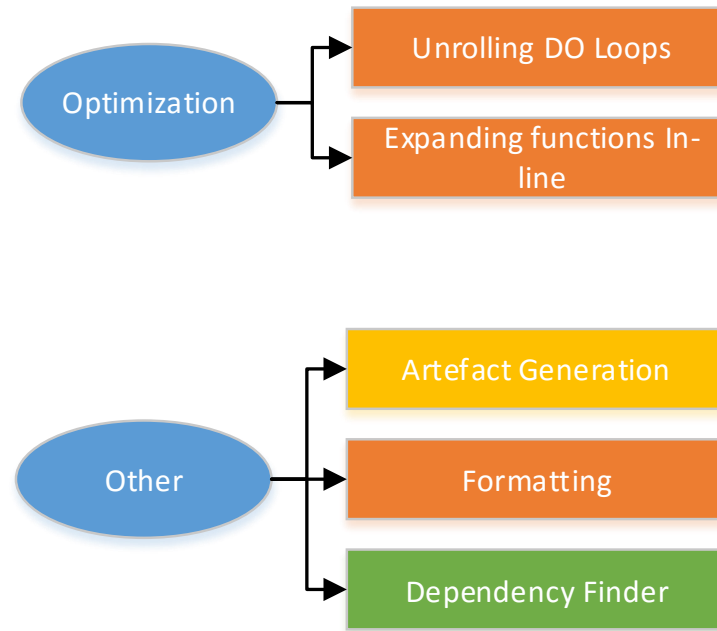 Unrolling DO Loops
Optimization
Expanding functions In-
line
Artefact Generation
Other
Formatting
Dependency Finder